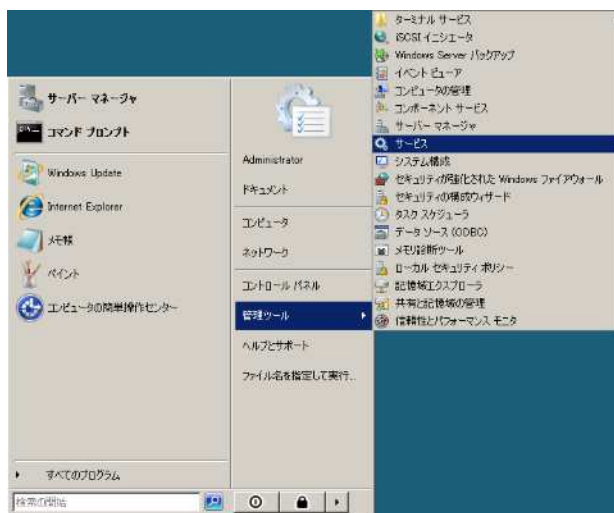 サーバー マネージャ
コマンド プロンプト
Windows Update
Internet Explorer
メモ帳
ペイント
コンピュータの簡単操作センター
すべてのプログラム
検索の開始
Administrator
ドキュメント
コンピュータ
ネットワーク
コントロール パネル
管理ツール
ヘルプとサポート
ファイル名を指定して実行...
ターミナル サービス
iSCSI イニシエータ
Windows Server バックアップ
イベント ビューア
コンピュータの管理
コンポーネント サービス
サーバー マネージャ
サービス
システム構成
セキュリティが強化された Windows ファイアウォール
セキュリティの構成ウィザード
タスク スケジューラ
データ ソース (ODBC)
メモリ診断ツール
ローカル セキュリティ ポリシー
記憶域エクスプローラ
共有と記憶域の管理
信頼性とパフォーマンス モニタ